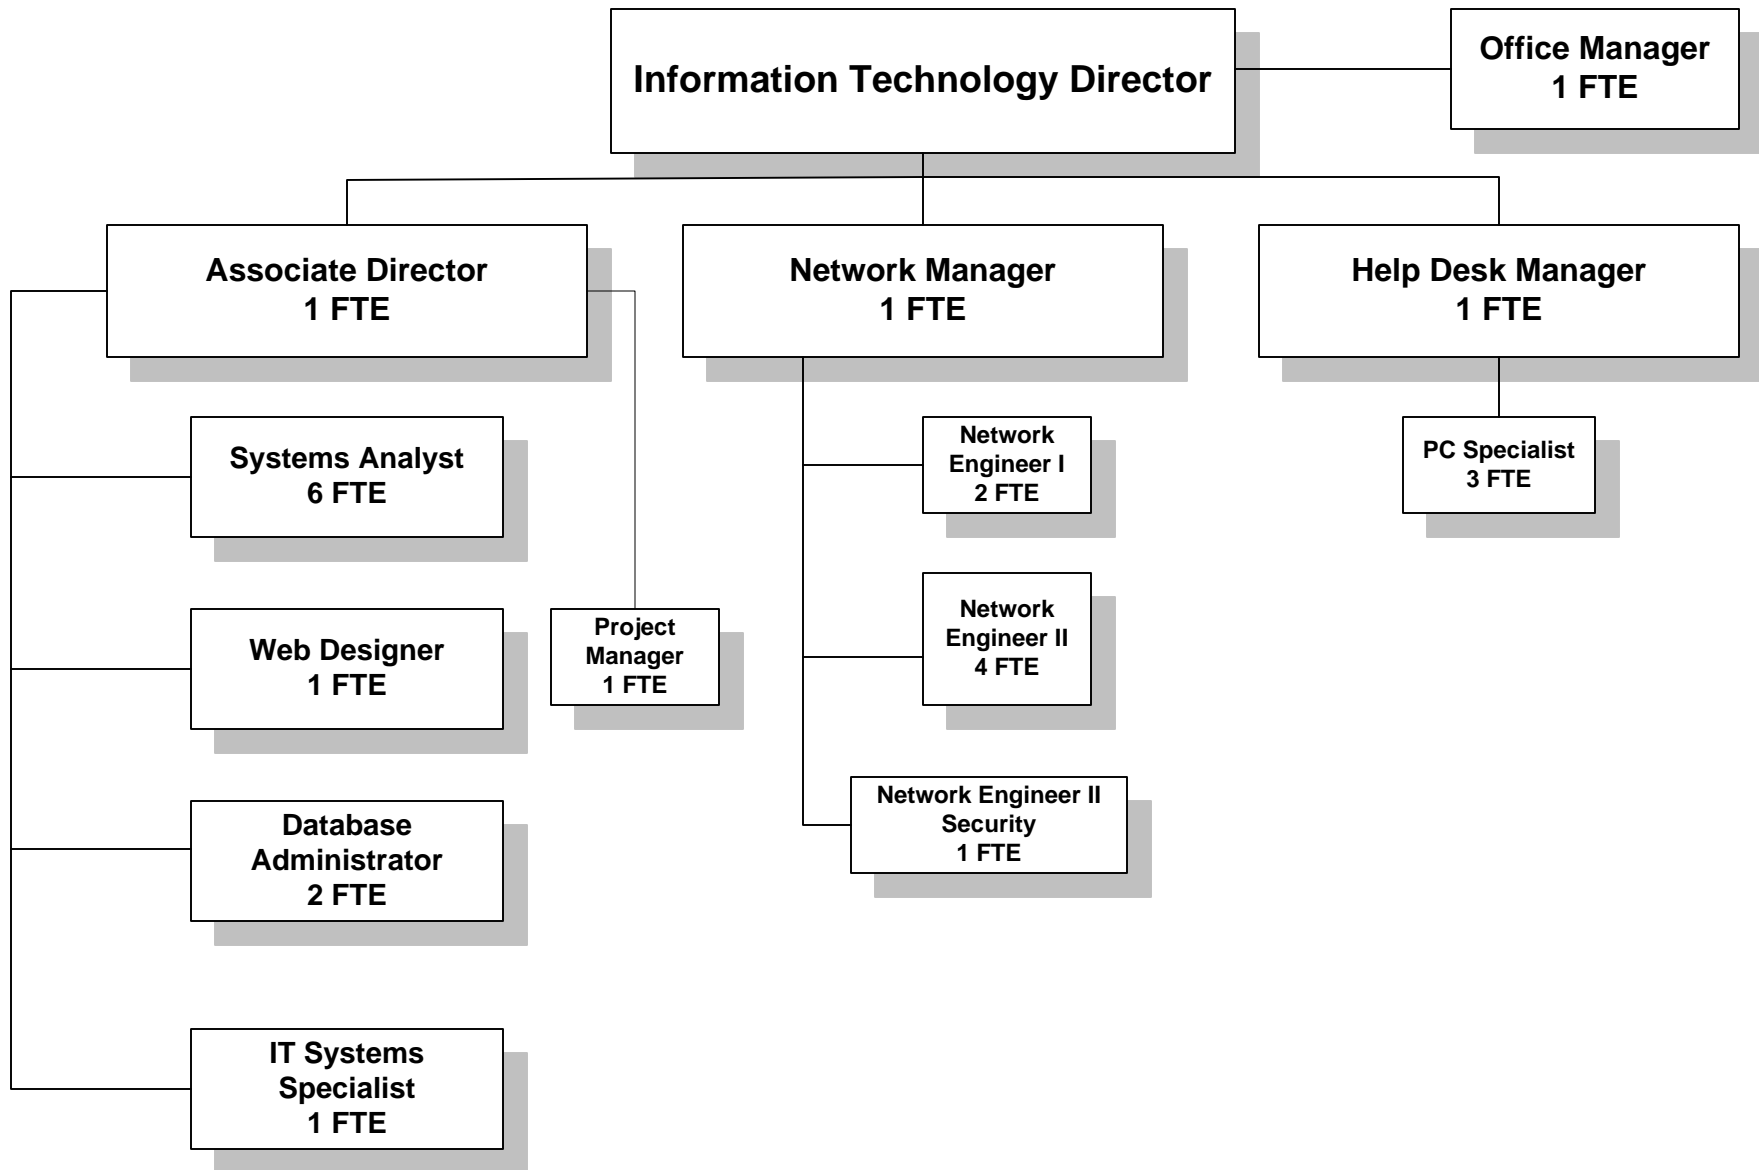 Information Technology Director
Office Manager
1 FTE
Associate Director
1 FTE
Network Manager
1 FTE
Help Desk Manager
1 FTE
Systems Analyst
6 FTE
Network
Engineer I
2 FTE
PC Specialist
3 FTE
Web Designer
1 FTE
Project
Manager
1 FTE
Network
Engineer II
4 FTE
Database
Administrator
2 FTE
Network Engineer II
Security
1 FTE
IT Systems
Specialist
1 FTE